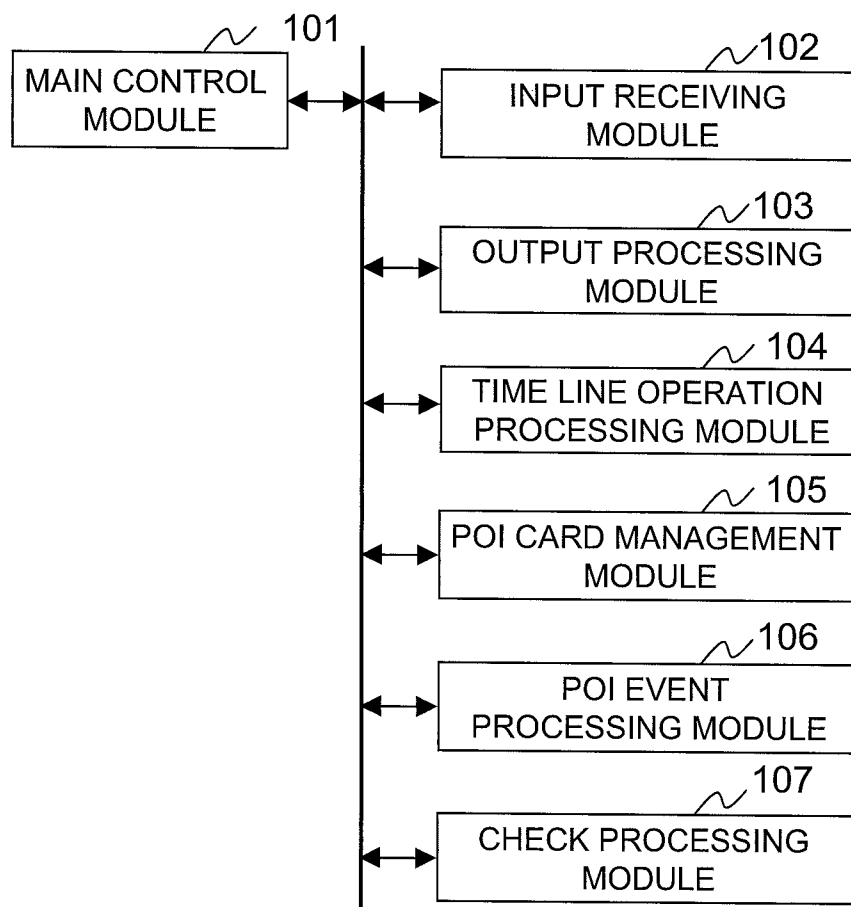 101
MAIN CONTROL
MODULE
102
INPUT RECEIVING
MODULE
103
OUTPUT PROCESSING
MODULE
104
TIME LINE OPERATION
PROCESSING MODULE
105
POI CARD MANAGEMENT
MODULE
106
POI EVENT
PROCESSING MODULE
107
CHECK PROCESSING
MODULE